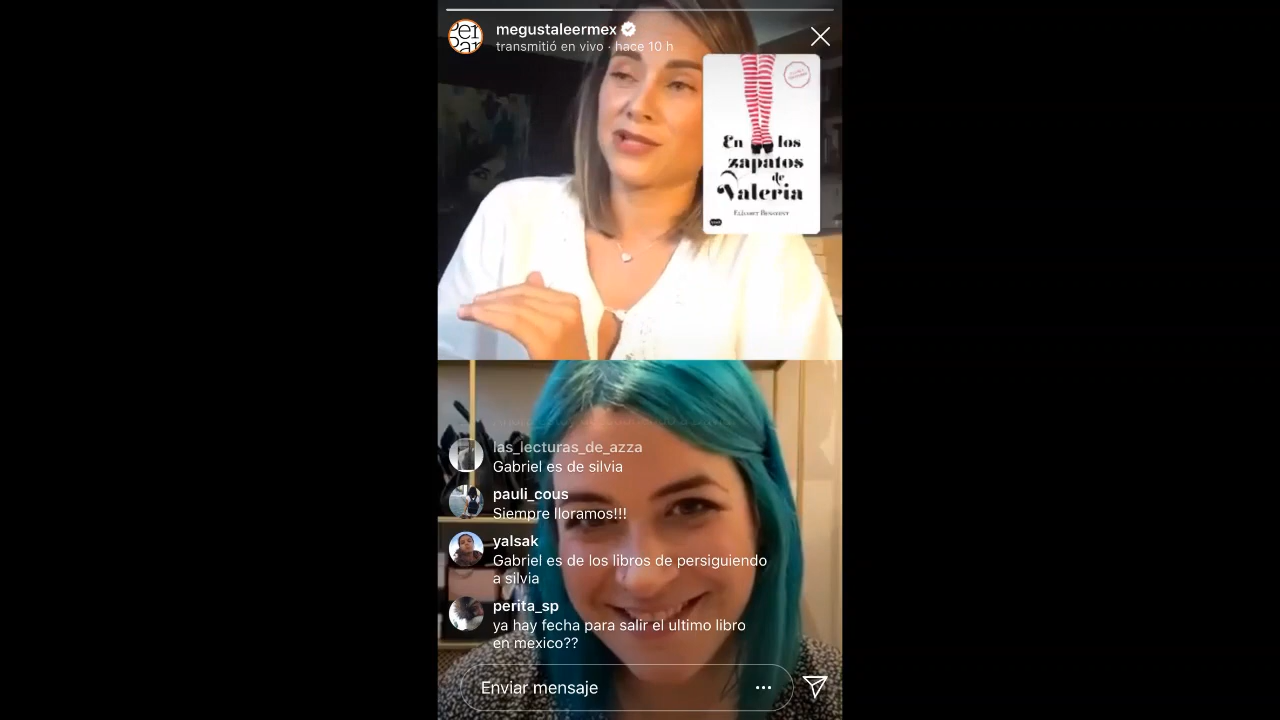 megustaleermex
transmitió en vivo · hace 10 h
En los
zapatos
de
Valeria
Elísabet Benavent
las_lecturas_de_azza
Gabriel es de silvia
pauli_cous
Siempre lloramos!!!
yalsak
Gabriel es de los libros de persiguiendo
a silvia
perita_sp
ya hay fecha para salir el ultimo libro
en mexico??
Enviar mensaje